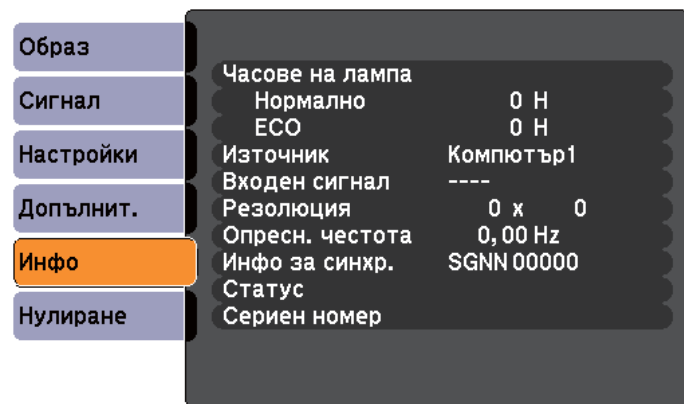 Образ
Сигнал
Настройки
Допълнит.
Инфо
Нулиране
Часове на лампа
Нормално 0 H
ECO 0 H
Източник Компютър1
Входен сигнал ----
Резолюция 0 x 0
Опресн. честота 0,00 Hz
Инфо за синхр. SGNN 00000
Статус
Сериен номер